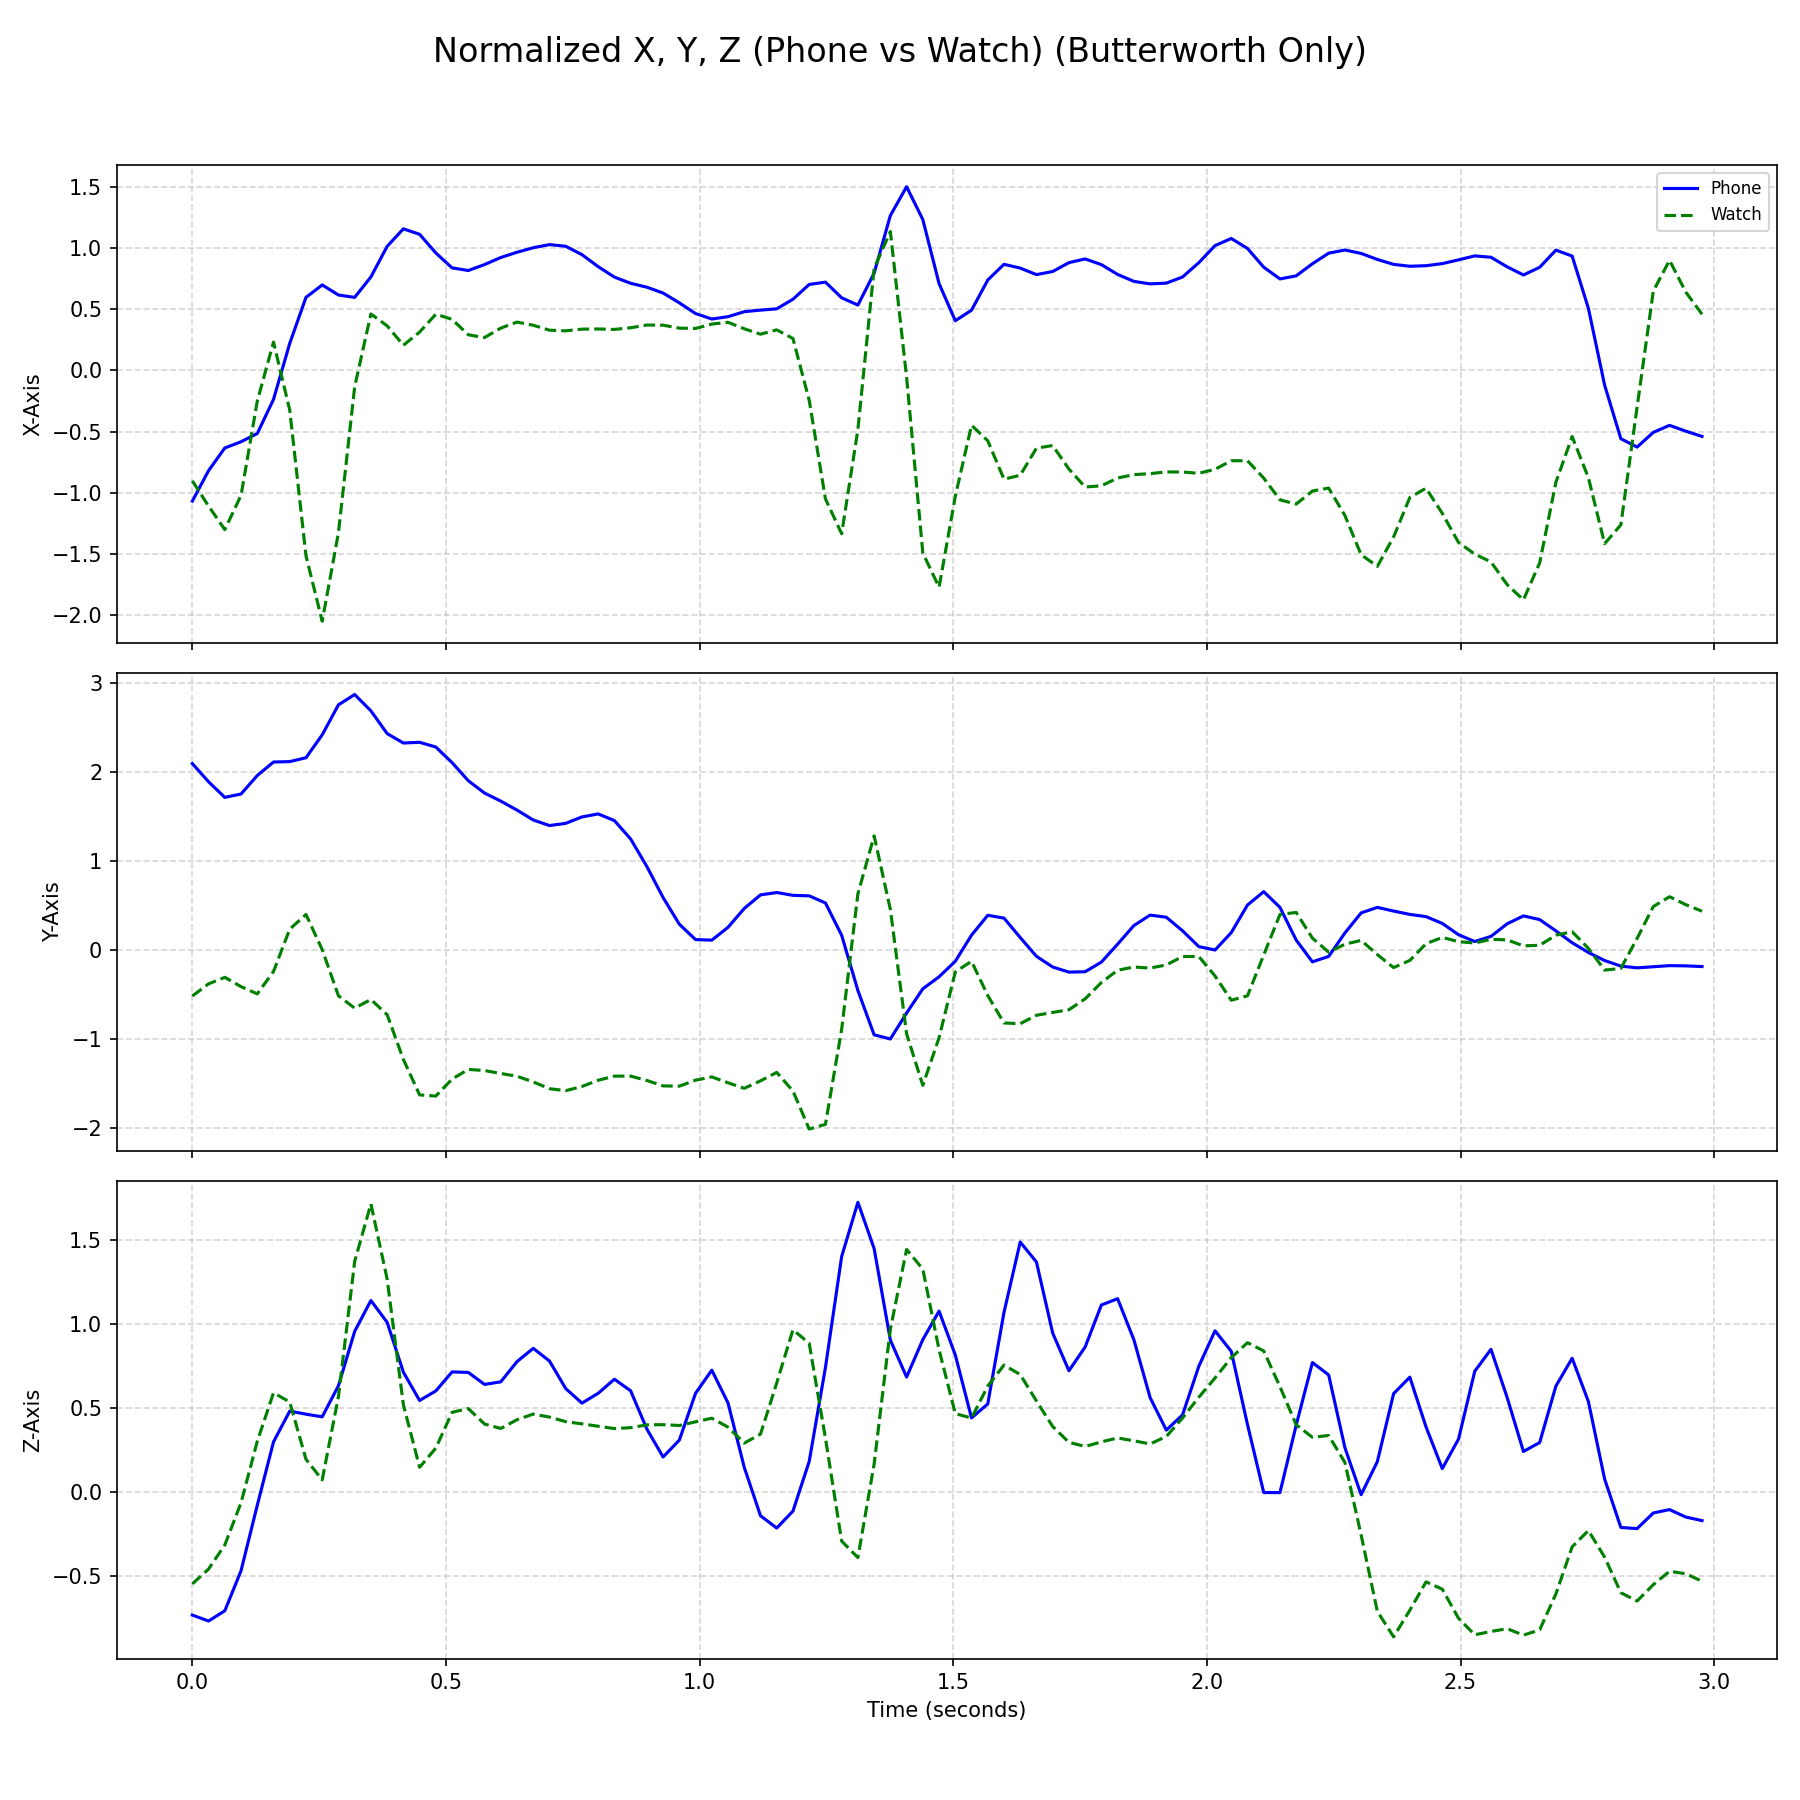 Normalized X, Y, Z (Phone vs Watch) (Butterworth Only)
Phone
Watch
1.5
1.0
0.5
0.0
−0.5
−1.0
−1.5
−2.0
X-Axis
3
2
1
0
−1
−2
Y-Axis
1.5
1.0
0.5
0.0
−0.5
Z-Axis
0.0 0.5 1.0 1.5 2.0 2.5 3.0
Time (seconds)